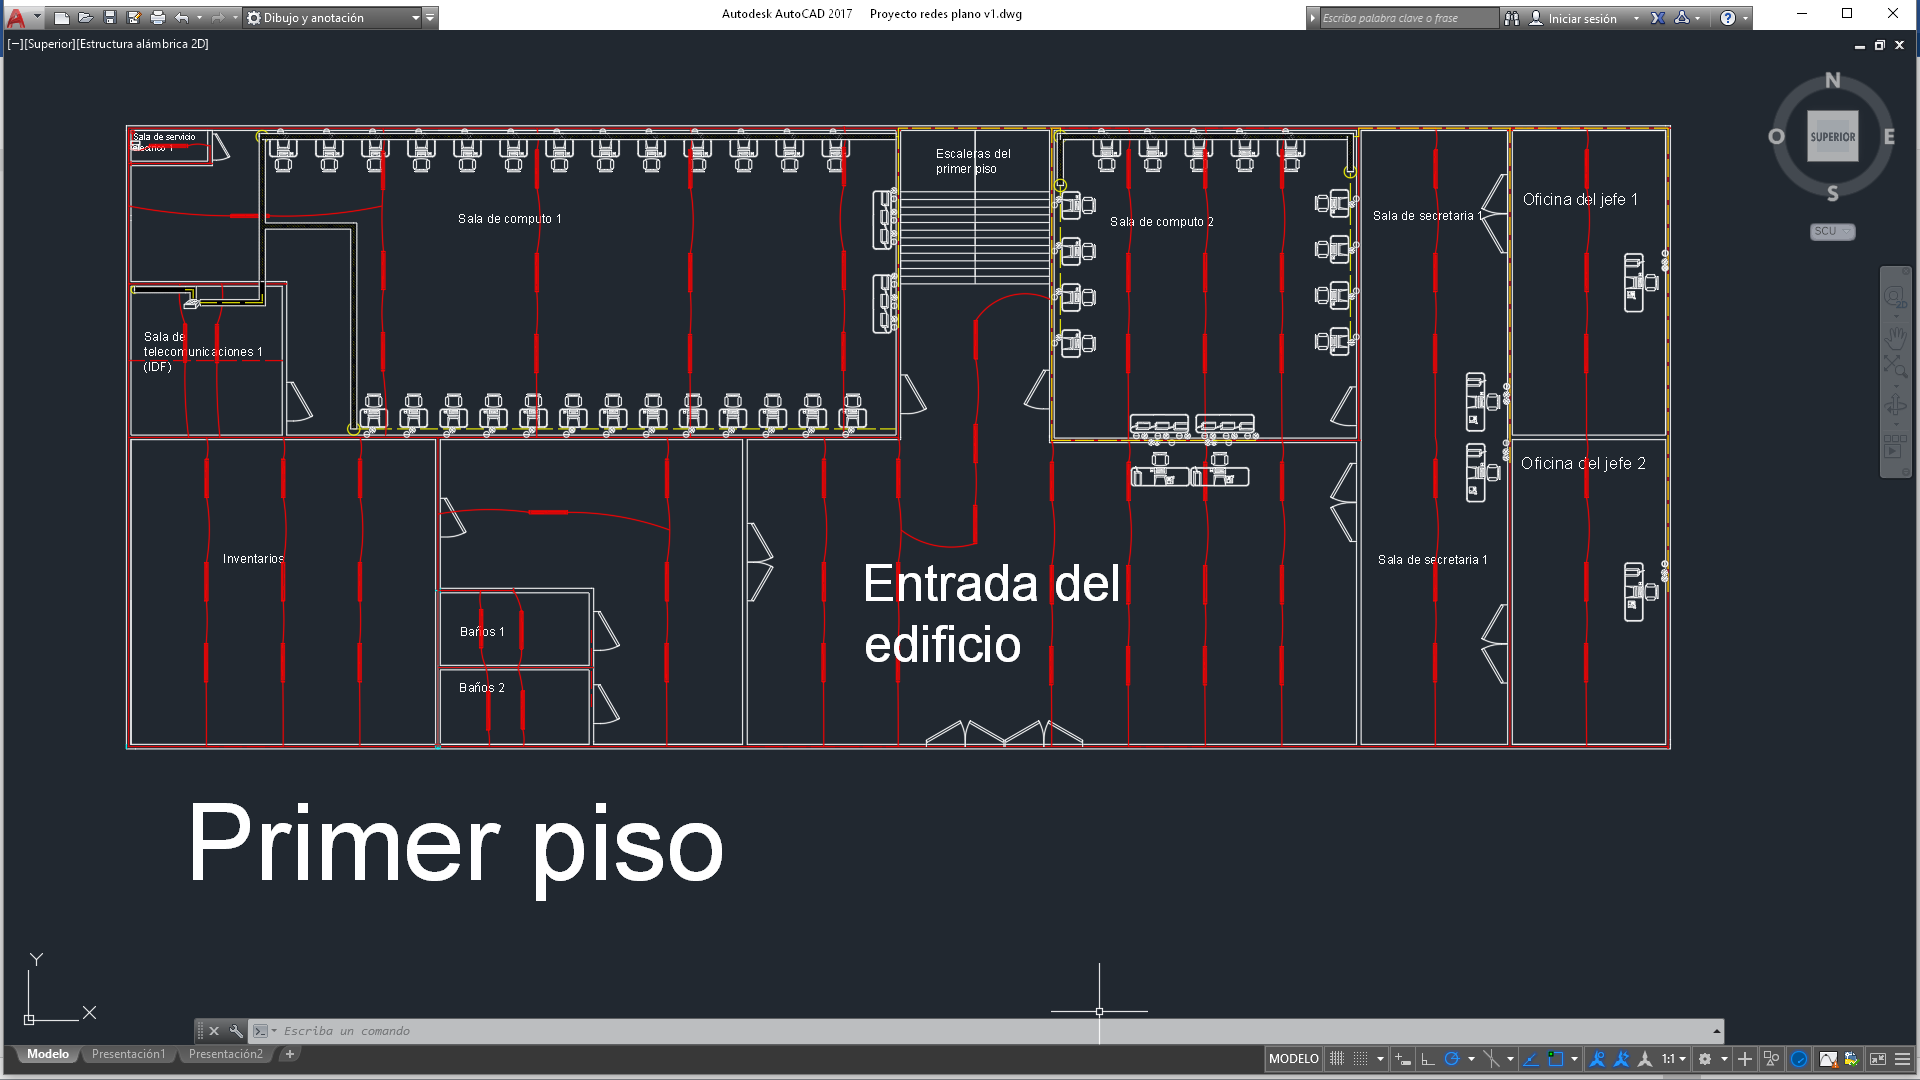 Dibujo y anotación
Autodesk AutoCAD 2017 Proyecto redes plano v1.dwg
Escriba palabra clave o frase
Iniciar sesión
[−][Superior][Estructura alámbrica 2D]
N
O
SUPERIOR
E
S
SCU
Sala de servicio
electrico 1
Escaleras del
primer piso
Sala de computo 1
Sala de computo 2
Sala de secretaria 1
Oficina del jefe 1
Sala de
telecomunicaciones 1
(IDF)
Oficina del jefe 2
Inventarios
Sala de secretaria 1
Entrada del
edificio
Baños 1
Baños 2
Primer piso
Y
X
Escriba un comando
Modelo
Presentación1
Presentación2
+
MODELO
1:1